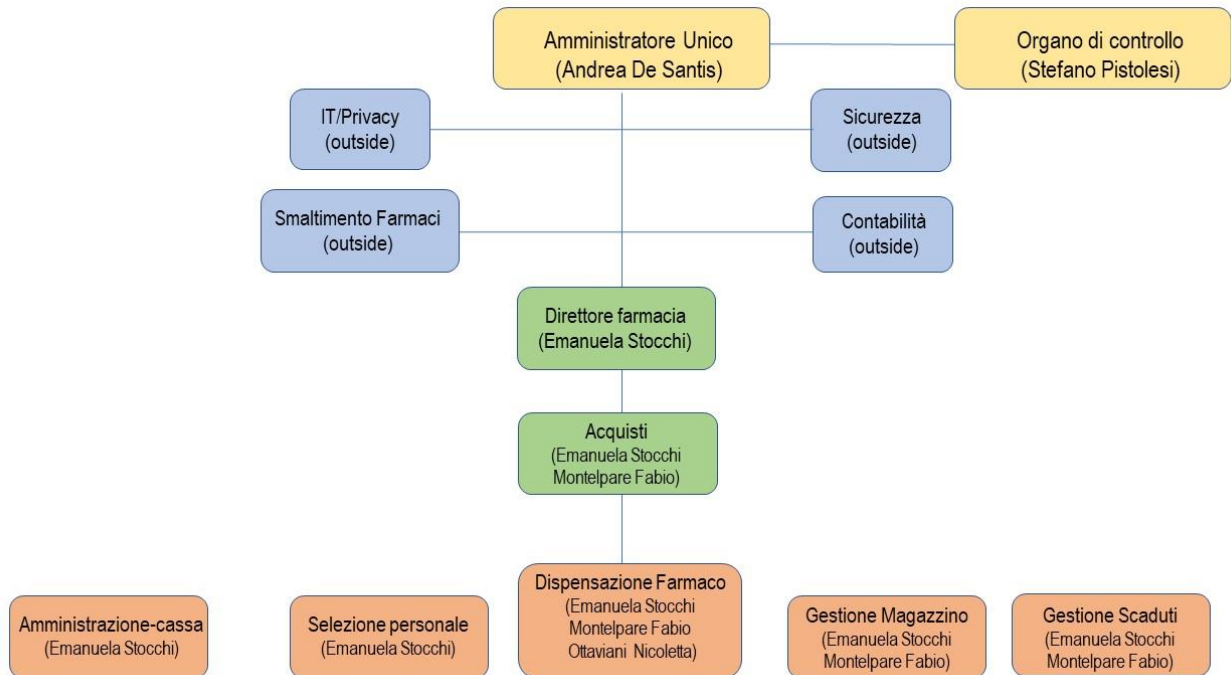 Amministratore Unico
(Andrea De Santis)
Organo di controllo
(Stefano Pistolesi)
IT/Privacy
(outside)
Sicurezza
(outside)
Smaltimento Farmaci
(outside)
Contabilità
(outside)
Direttore farmacia
(Emanuela Stocchi)
Acquisti
(Emanuela Stocchi
Montelpare Fabio)
Amministrazione-cassa
(Emanuela Stocchi)
Selezione personale
(Emanuela Stocchi)
Dispensazione Farmaco
(Emanuela Stocchi
Montelpare Fabio
Ottaviani Nicoletta)
Gestione Magazzino
(Emanuela Stocchi
Montelpare Fabio)
Gestione Scaduti
(Emanuela Stocchi
Montelpare Fabio)